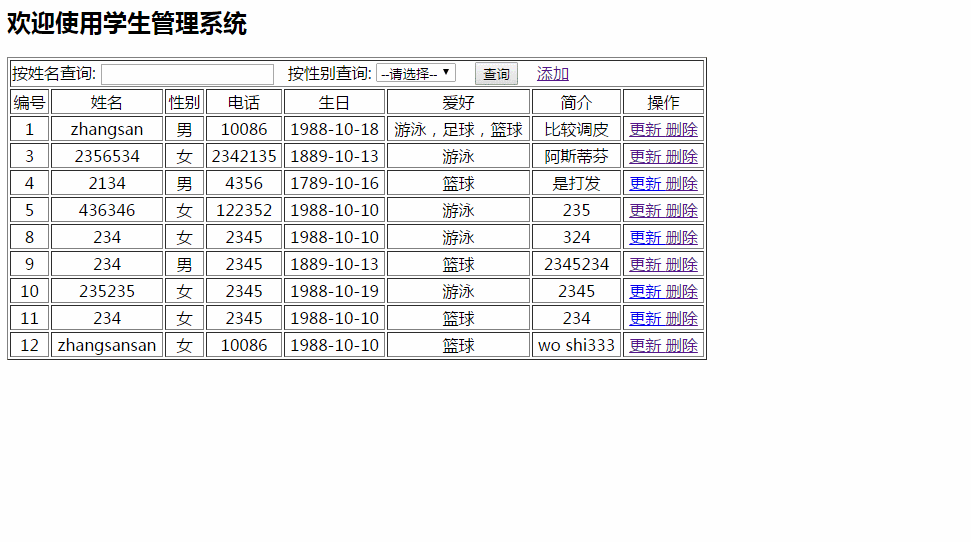 欢迎使用学生管理系统
按姓名查询: 按性别查询: --请选择-- 查询 添加
编号 姓名 性别 电话 生日 爱好 简介 操作
1 zhangsan 男 10086 1988-10-18 游泳，足球，篮球 比较调皮 更新 删除
3 2356534 女 2342135 1889-10-13 游泳 阿斯蒂芬 更新 删除
4 2134 男 4356 1789-10-16 篮球 是打发 更新 删除
5 436346 女 122352 1988-10-10 游泳 235 更新 删除
8 234 女 2345 1988-10-10 游泳 324 更新 删除
9 234 男 2345 1889-10-13 篮球 2345234 更新 删除
10 235235 女 2345 1988-10-19 游泳 2345 更新 删除
11 234 女 2345 1988-10-10 篮球 234 更新 删除
12 zhangsansan 女 10086 1988-10-10 篮球 wo shi333 更新 删除